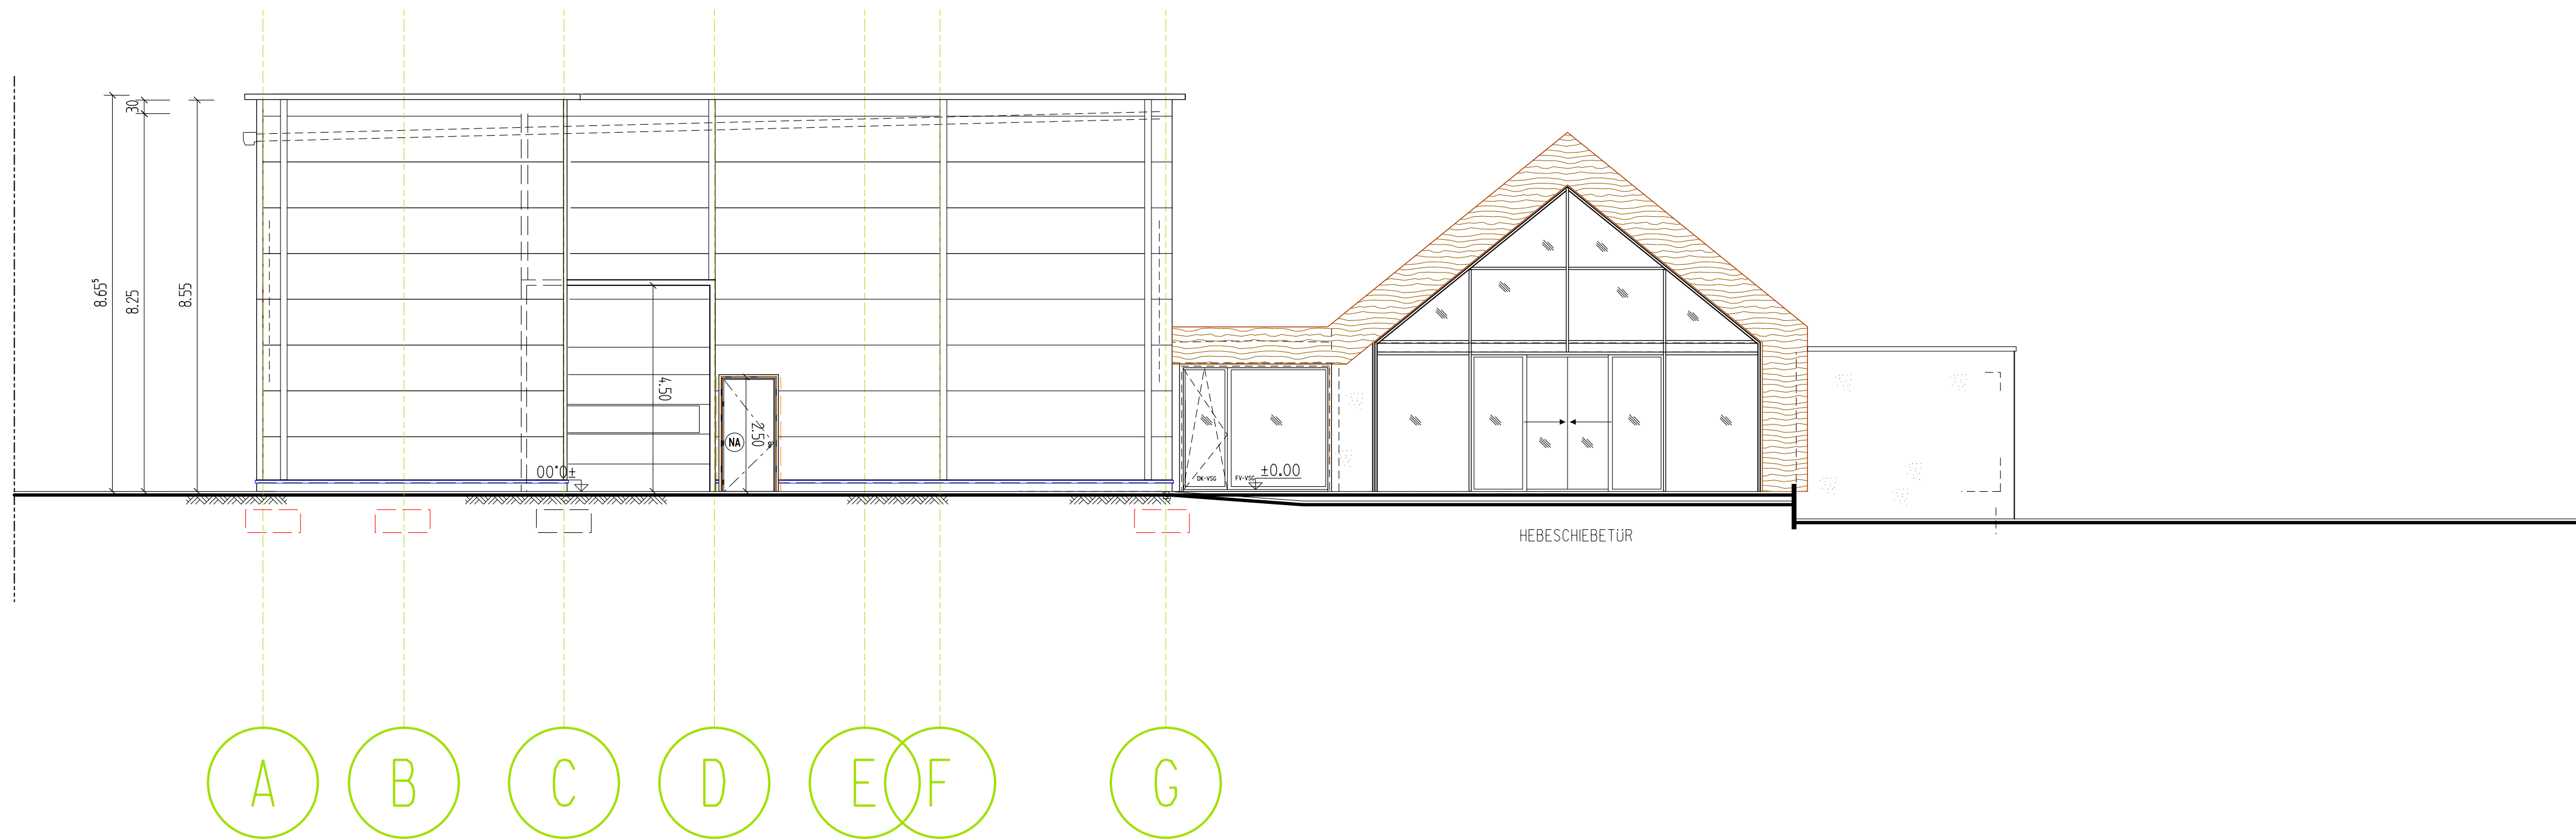 30
8.65⁵
8.25
8.55
4.50
2.50
NA
±0.00
±0.00
DK-VSG
FV-VSG
HEBESCHIEBETÜR
A
B
C
D
E
F
G